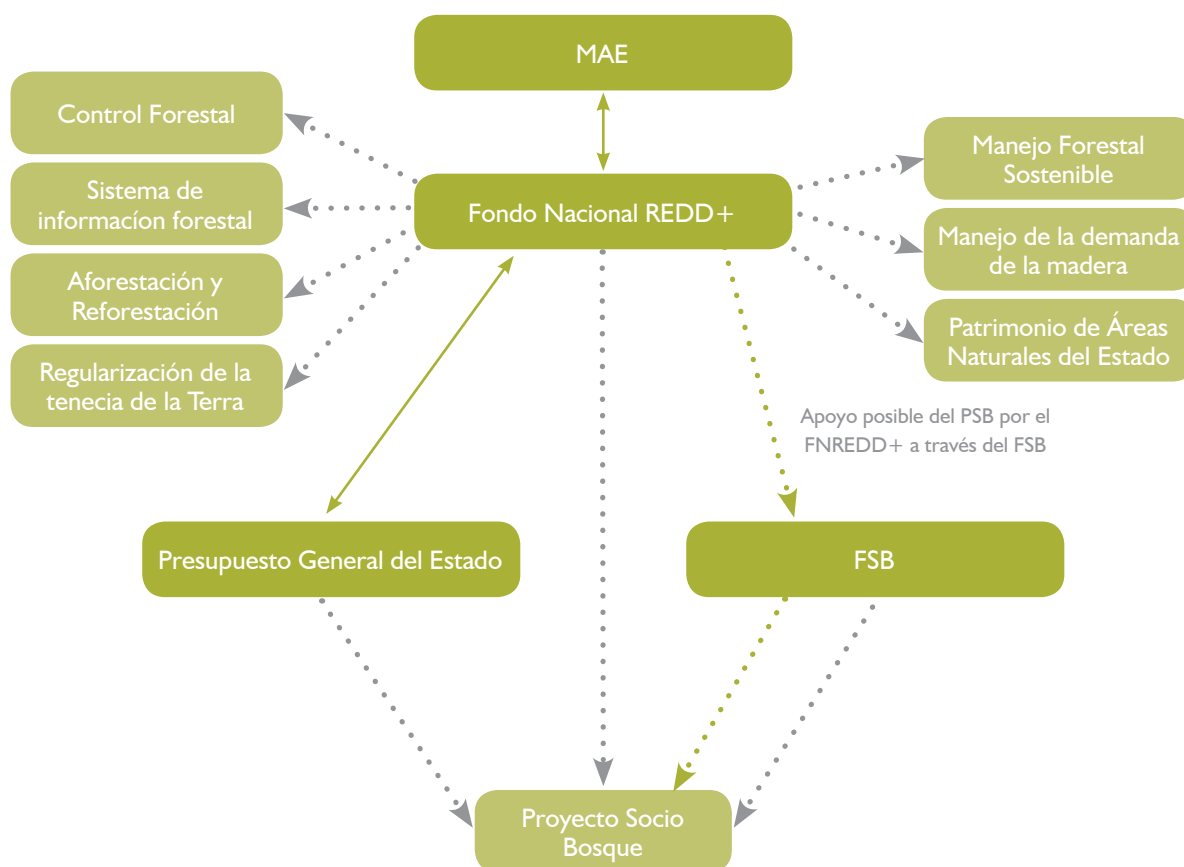 MAE
Control Forestal
Sistema de
informacíon forestal
Aforestación y
Reforestación
Regularización de la
tenecia de la Terra
Fondo Nacional REDD+
Manejo Forestal
Sostenible
Manejo de la demanda
de la madera
Patrimonio de Áreas
Naturales del Estado
Apoyo posible del PSB por el
FNREDD+ a través del FSB
Presupuesto General del Estado
FSB
Proyecto Socio
Bosque